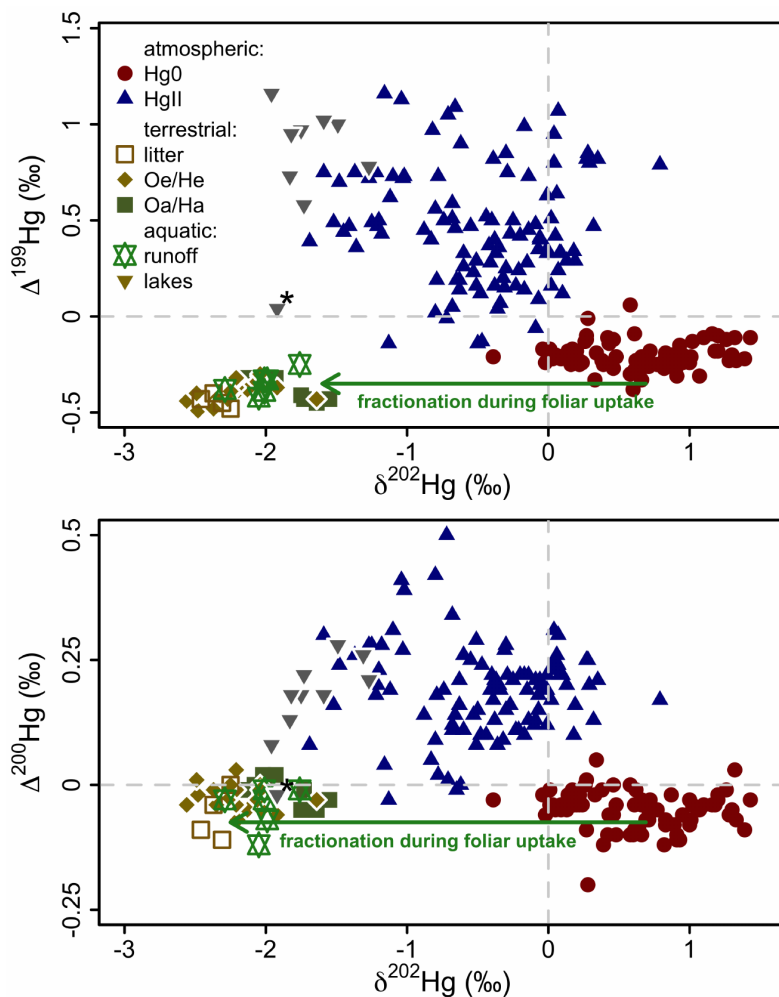 1.5
1
0.5
0
-0.5
Δ¹⁹⁹Hg (‰)
atmospheric:
Hg0
HgII
terrestrial:
litter
Oe/He
Oa/Ha
aquatic:
runoff
lakes
*
fractionation during foliar uptake
-3 -2 -1 0 1
δ²⁰²Hg (‰)
0.5
0.25
0
-0.25
Δ²⁰⁰Hg (‰)
*
fractionation during foliar uptake
-3 -2 -1 0 1
δ²⁰²Hg (‰)